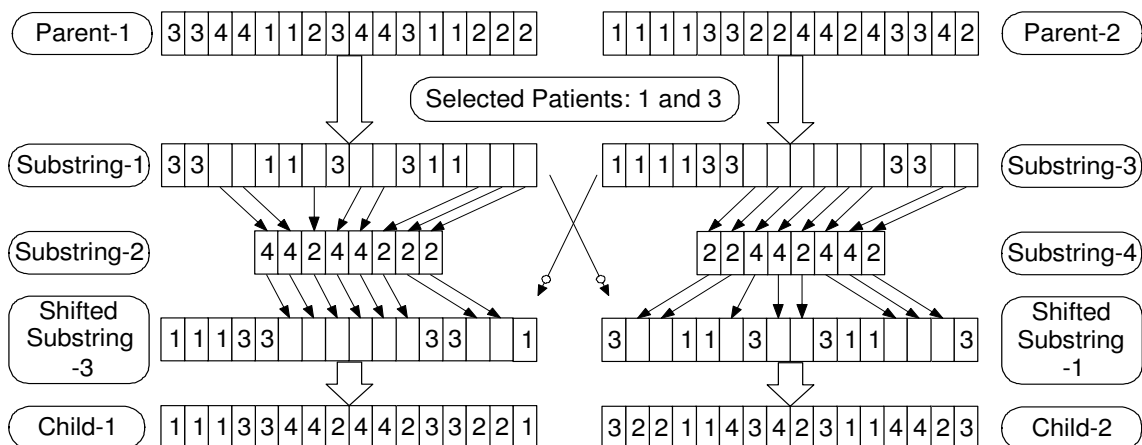 Parent-1 3 3 4 4 1 1 2 3 4 4 3 1 1 2 2 2
1 1 1 1 3 3 2 2 4 4 2 4 3 3 4 2 Parent-2
Selected Patients: 1 and 3
Substring-1 3 3 1 1 3 3 1 1
1 1 1 1 3 3 3 3 Substring-3
Substring-2 4 4 2 4 4 2 2 2
2 2 4 4 2 4 4 2 Substring-4
Shifted
Substring
-3
1 1 1 3 3 3 3 1
3 1 1 3 3 1 1 3
Shifted
Substring
-1
Child-1 1 1 1 3 3 4 4 2 4 4 2 3 3 2 2 1
3 2 2 1 1 4 3 4 2 3 1 1 4 4 2 3 Child-2